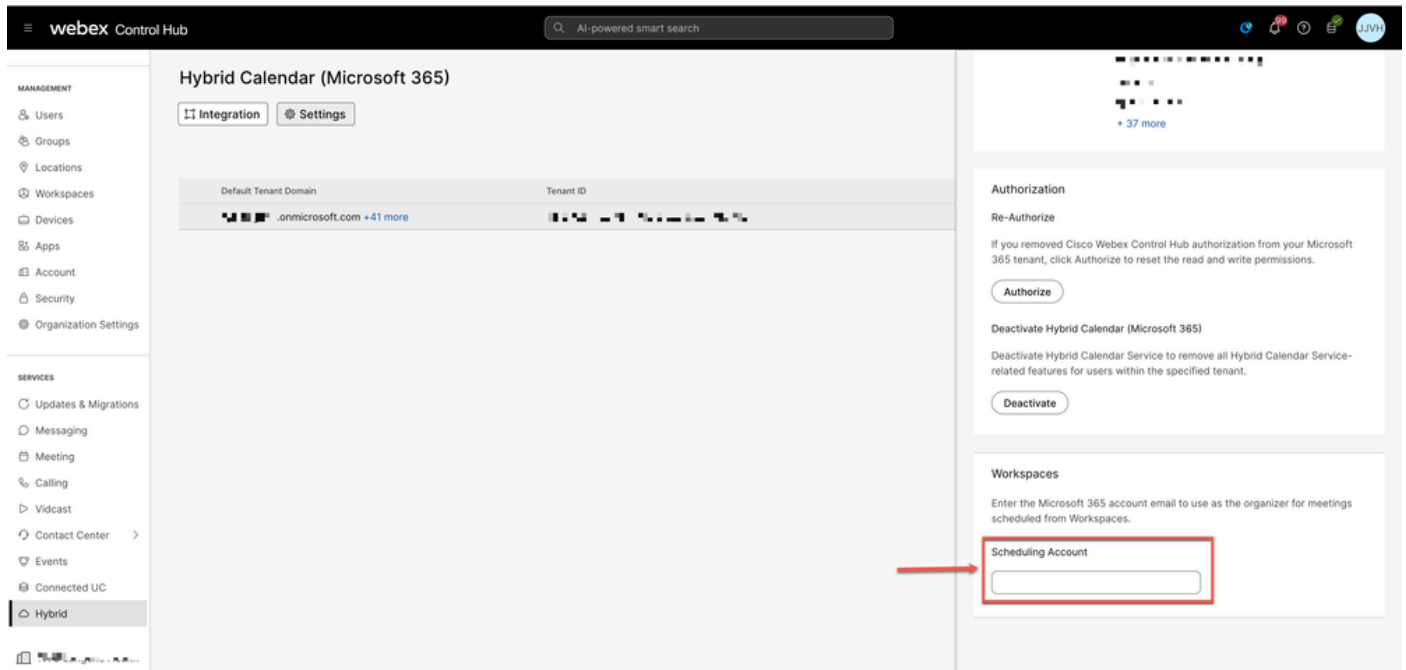 webex Control Hub
AI-powered smart search
99
JJVH
MANAGEMENT
Users
Groups
Locations
Workspaces
Devices
Apps
Account
Security
Organization Settings
SERVICES
Updates & Migrations
Messaging
Meeting
Calling
Vidcast
Contact Center
Events
Connected UC
Hybrid
Hybrid Calendar (Microsoft 365)
Integration
Settings
Default Tenant Domain
Tenant ID
.onmicrosoft.com +41 more
+ 37 more
Authorization
Re-Authorize
If you removed Cisco Webex Control Hub authorization from your Microsoft
365 tenant, click Authorize to reset the read and write permissions.
Authorize
Deactivate Hybrid Calendar (Microsoft 365)
Deactivate Hybrid Calendar Service to remove all Hybrid Calendar Service-
related features for users within the specified tenant.
Deactivate
Workspaces
Enter the Microsoft 365 account email to use as the organizer for meetings
scheduled from Workspaces.
Scheduling Account